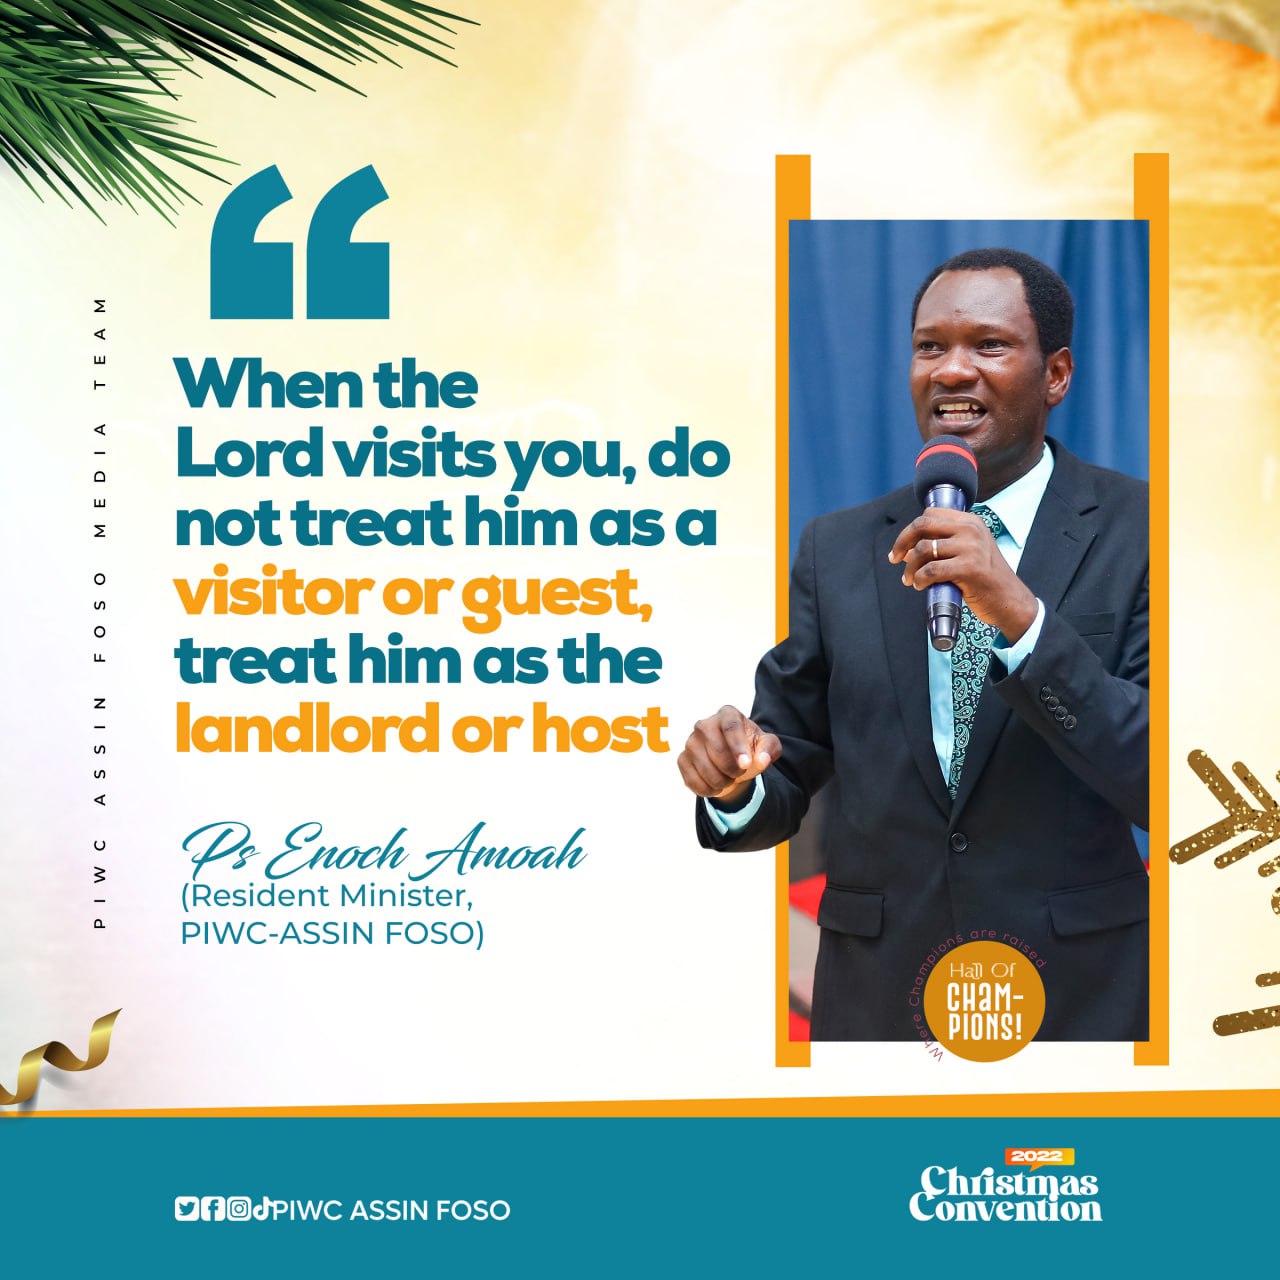 PIWC ASSIN FOSO MEDIA TEAM
When the
Lord visits you, do
not treat him as a
visitor or guest,
treat him as the
landlord or host
Ps Enoch Amoah
(Resident Minister,
PIWC-ASSIN FOSO)
Where Champions are raised
Hall Of
CHAM-
PIONS!
PIWC ASSIN FOSO
2022
Christmas
Convention